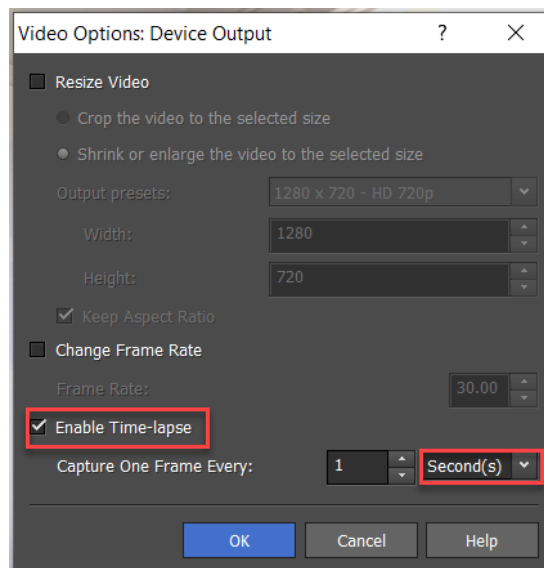 Video Options: Device Output ?
Resize Video
Crop the video to the selected size
Shrink or enlarge the video to the selected size
Output presets: 1280 x 720 - HD 720p
Width: 1280
Height: 720
Keep Aspect Ratio
Change Frame Rate
Frame Rate: 30.00
Enable Time-lapse
Capture One Frame Every: 1 Second(s)
OK Cancel Help